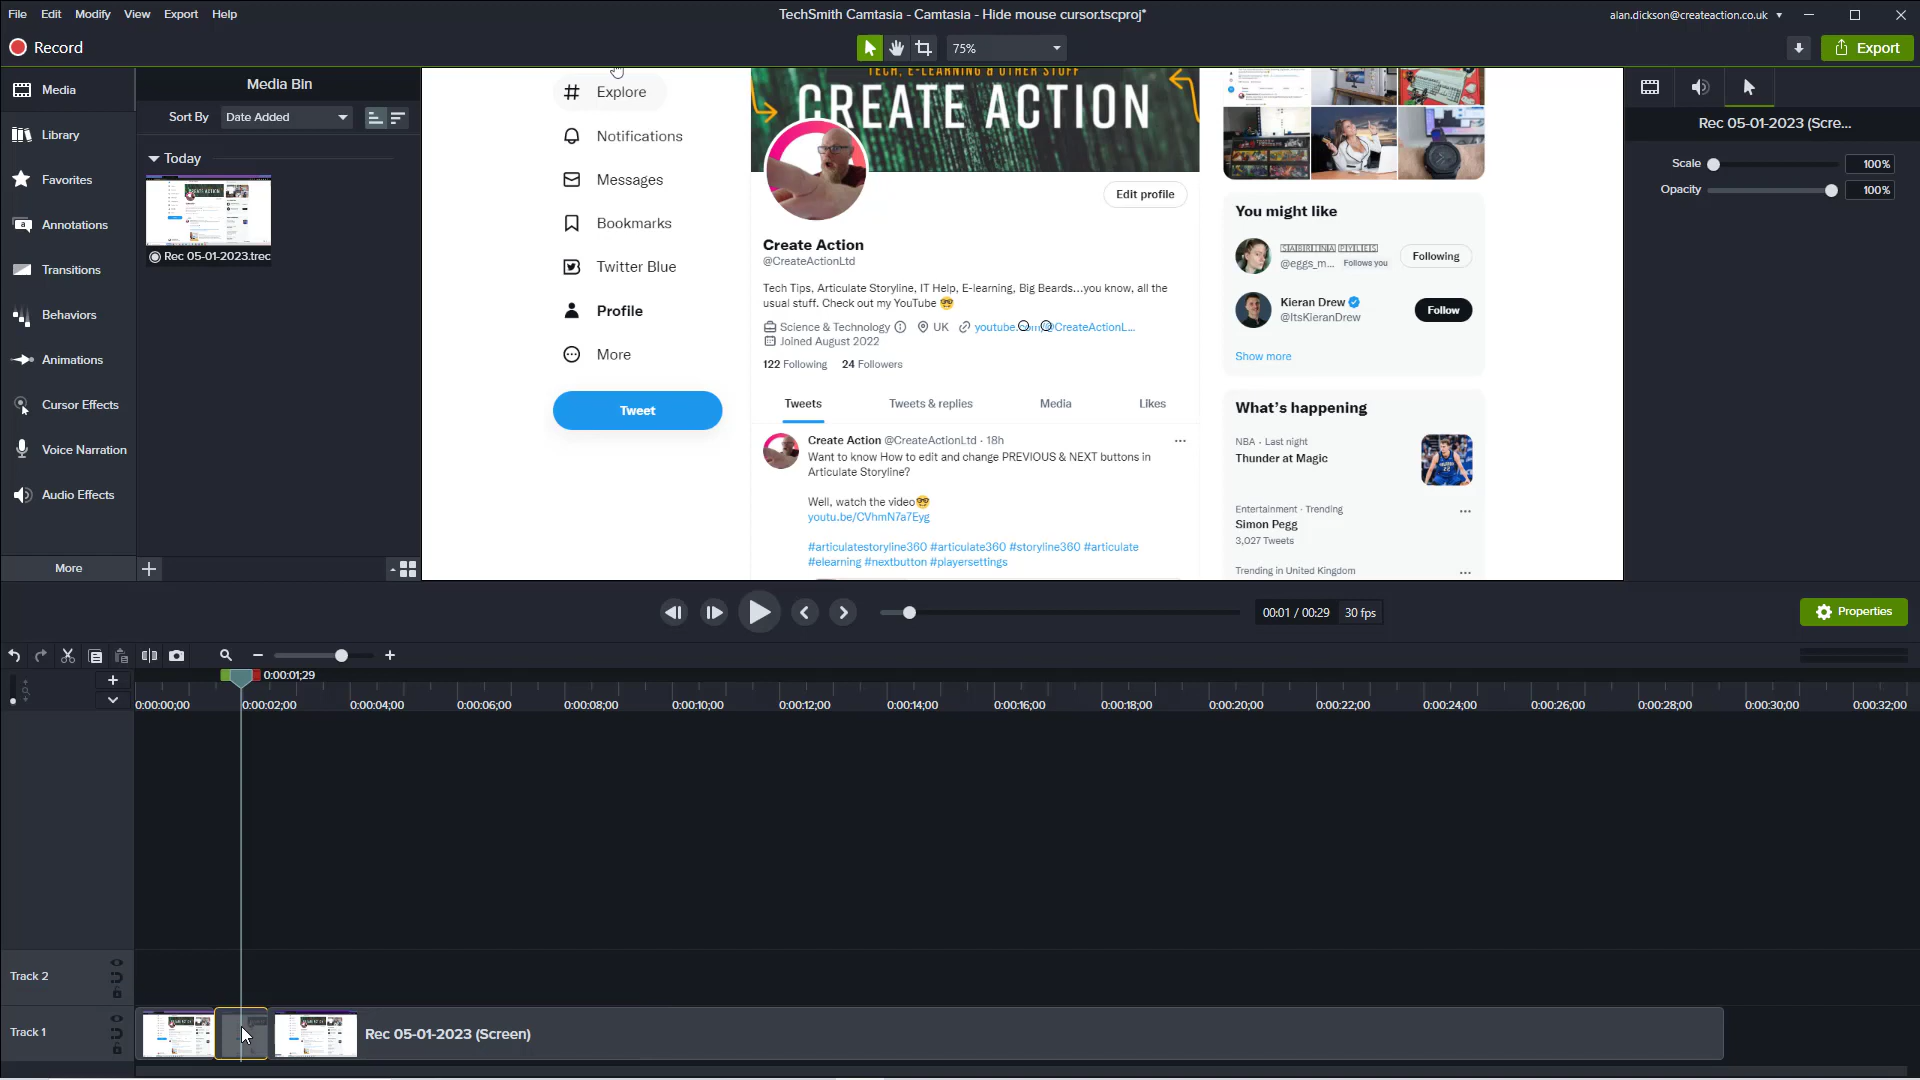 File Edit Modify View Export Help
TechSmith Camtasia - Camtasia - Hide mouse cursor.tscproj*
alan.dickson@createaction.co.uk
Record
75%
Export
Media
Library
Favorites
Annotations
Transitions
Behaviors
Animations
Cursor Effects
Voice Narration
Audio Effects
More
Media Bin
Sort By Date Added
Today
Rec 05-01-2023.trec
Explore
Notifications
Messages
Bookmarks
Twitter Blue
Profile
More
Tweet
TECH, E-LEARNING & OTHER STUFF
CREATE ACTION
Edit profile
Create Action
@CreateActionLtd
Tech Tips, Articulate Storyline, IT Help, E-learning, Big Beards...you know, all the
usual stuff. Check out my YouTube 🤓
Science & Technology UK youtube.com/@CreateActionL...
Joined August 2022
122 Following 24 Followers
Tweets Tweets & replies Media Likes
Create Action @CreateActionLtd · 18h
Want to know How to edit and change PREVIOUS & NEXT buttons in
Articulate Storyline?
Well, watch the video🤓
youtu.be/CVhmN7a7Eyg
#articulatestoryline360 #articulate360 #storyline360 #articulate
#elearning #nextbutton #playersettings
You might like
SABRINA PYLES
@eggs_m... Follows you
Following
Kieran Drew
@ItsKieranDrew
Follow
Show more
What's happening
NBA · Last night
Thunder at Magic
Entertainment · Trending
Simon Pegg
3,027 Tweets
Trending in United Kingdom
Rec 05-01-2023 (Scre...
Scale 100%
Opacity 100%
00:01 / 00:29 30 fps
Properties
0:00:01;29
0:00:00;00 0:00:02;00 0:00:04;00 0:00:06;00 0:00:08;00 0:00:10;00 0:00:12;00 0:00:14;00 0:00:16;00 0:00:18;00 0:00:20;00 0:00:22;00 0:00:24;00 0:00:26;00 0:00:28;00 0:00:30;00 0:00:32;00
Track 2
Track 1
Rec 05-01-2023 (Screen)